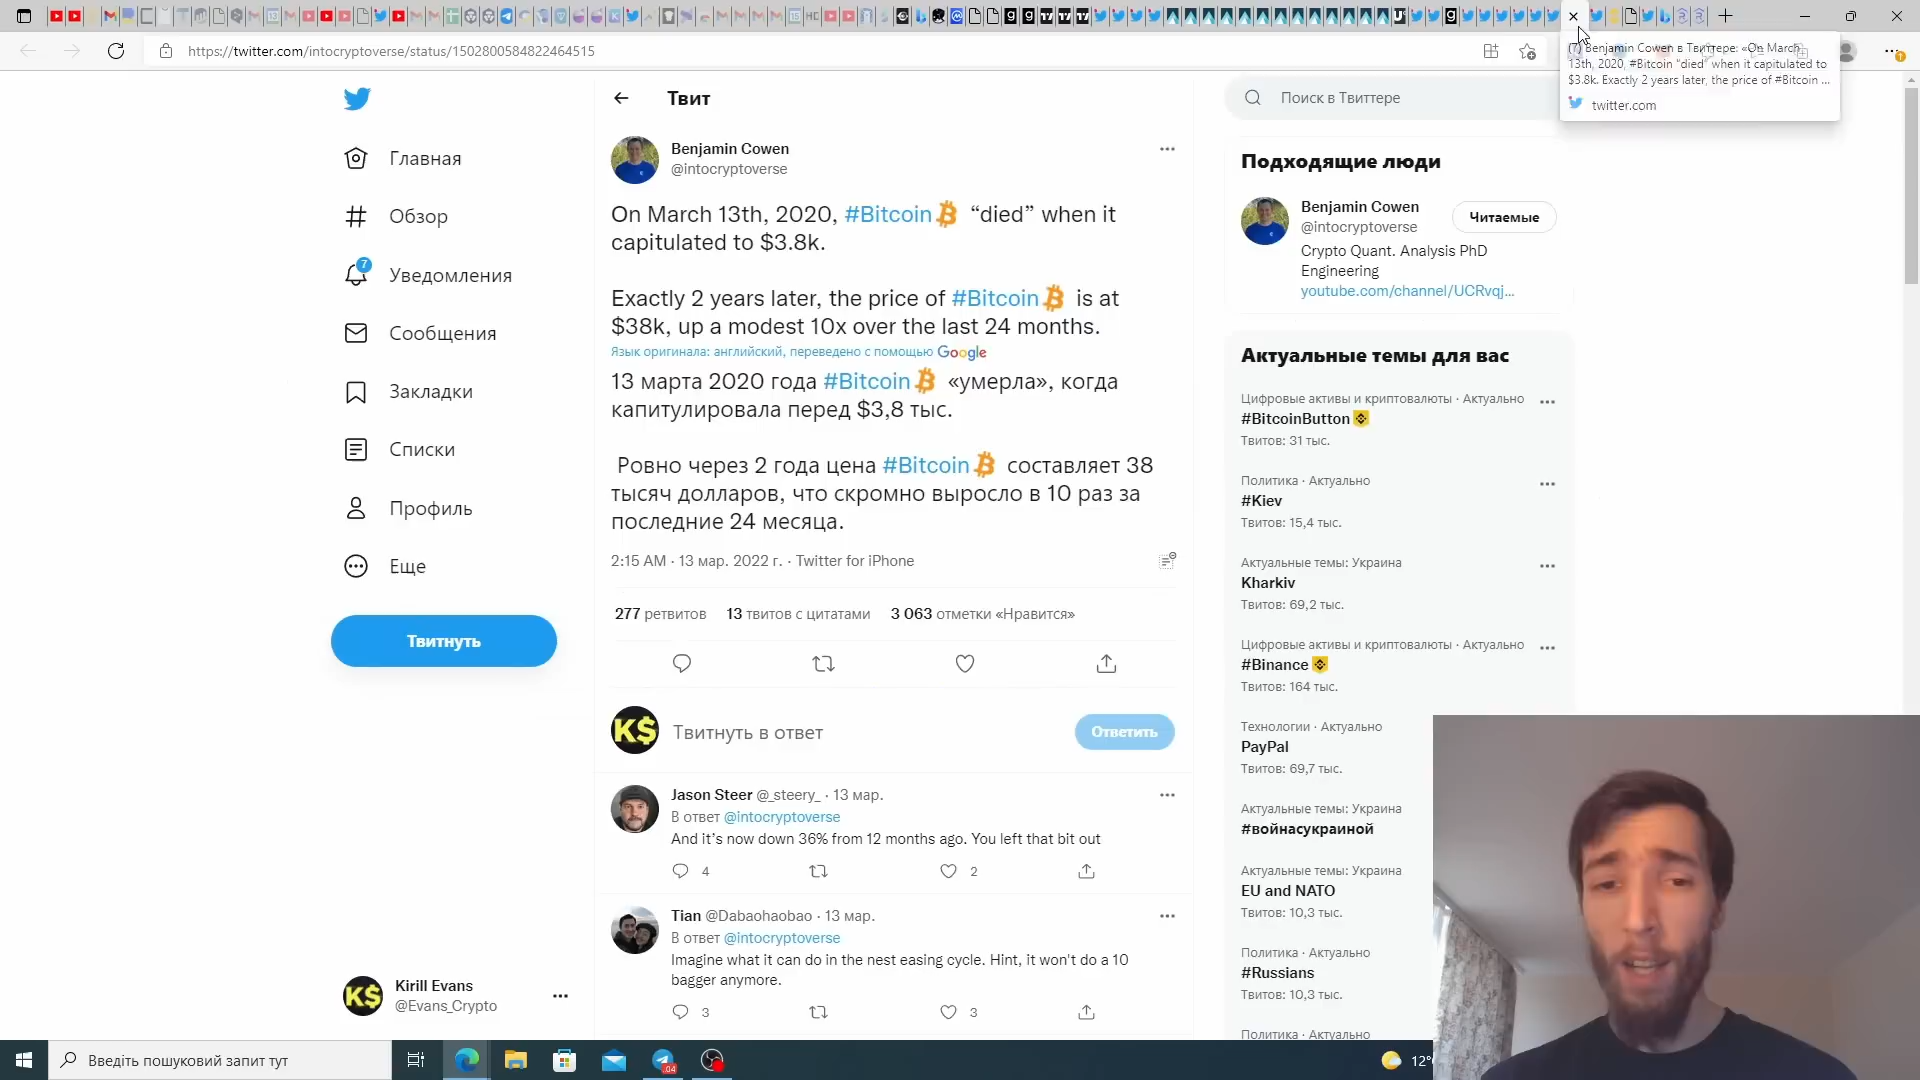 https://twitter.com/intocryptoverse/status/1502800584822464515
(7) Benjamin Cowen в Твиттере: «On March
13th, 2020, #Bitcoin "died" when it capitulated to
$3.8k. Exactly 2 years later, the price of #Bitcoin ...
twitter.com
Главная
Обзор
7
Уведомления
Сообщения
Закладки
Списки
Профиль
Еще
Твитнуть
Kirill Evans
@Evans_Crypto
Твит
Benjamin Cowen
@intocryptoverse
On March 13th, 2020, #Bitcoin “died” when it
capitulated to $3.8k.
Exactly 2 years later, the price of #Bitcoin is at
$38k, up a modest 10x over the last 24 months.
Язык оригинала: английский, переведено с помощью Google
13 марта 2020 года #Bitcoin «умерла», когда
капитулировала перед $3,8 тыс.
Ровно через 2 года цена #Bitcoin составляет 38
тысяч долларов, что скромно выросло в 10 раз за
последние 24 месяца.
2:15 AM · 13 мар. 2022 г. · Twitter for iPhone
277 ретвитов 13 твитов с цитатами 3 063 отметки «Нравится»
K$ Твитнуть в ответ Ответить
Jason Steer @_steery_ · 13 мар.
В ответ @intocryptoverse
And it’s now down 36% from 12 months ago. You left that bit out
4 2
Tian @Dabaohaobao · 13 мар.
В ответ @intocryptoverse
Imagine what it can do in the nest easing cycle. Hint, it won't do a 10
bagger anymore.
3 3
Поиск в Твиттере
Подходящие люди
Benjamin Cowen
@intocryptoverse
Читаемые
Crypto Quant. Analysis PhD
Engineering
youtube.com/channel/UCRvqj...
Актуальные темы для вас
Цифровые активы и криптовалюты · Актуально
#BitcoinButton
Твитов: 31 тыс.
Политика · Актуально
#Kiev
Твитов: 15,4 тыс.
Актуальные темы: Украина
Kharkiv
Твитов: 69,2 тыс.
Цифровые активы и криптовалюты · Актуально
#Binance
Твитов: 164 тыс.
Технологии · Актуально
PayPal
Твитов: 69,7 тыс.
Актуальные темы: Украина
#войнасукраиной
Актуальные темы: Украина
EU and NATO
Твитов: 10,3 тыс.
Политика · Актуально
#Russians
Твитов: 10,3 тыс.
Политика · Актуально
K$
Введіть пошуковий запит тут
12°